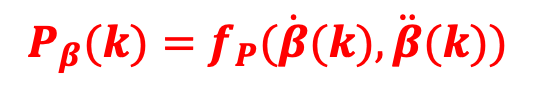 P_β(k) = f_P(β̇(k), β̈(k))